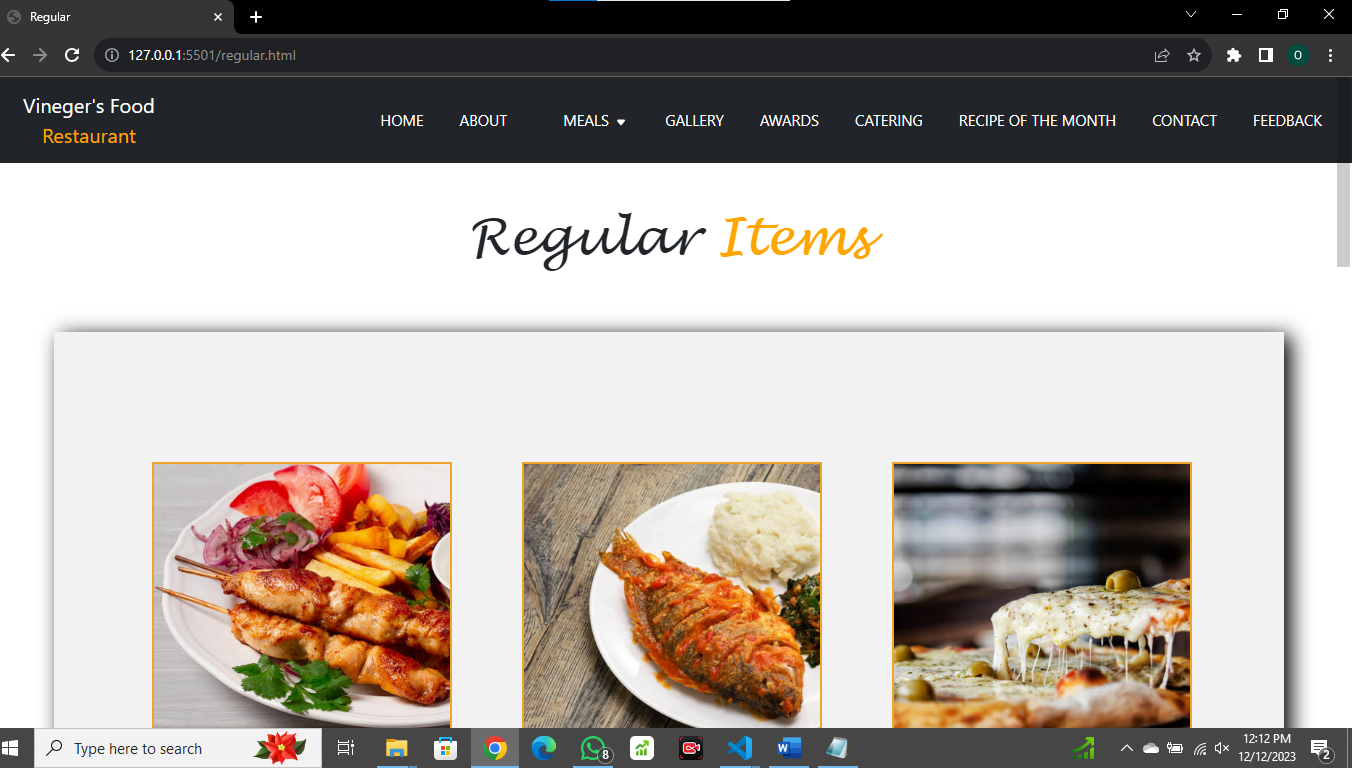 Regular
127.0.0.1:5501/regular.html
O
Vineger's Food
Restaurant
HOME ABOUT MEALS GALLERY AWARDS CATERING RECIPE OF THE MONTH CONTACT FEEDBACK
Regular Items
Type here to search
8
12:12 PM
12/12/2023
2